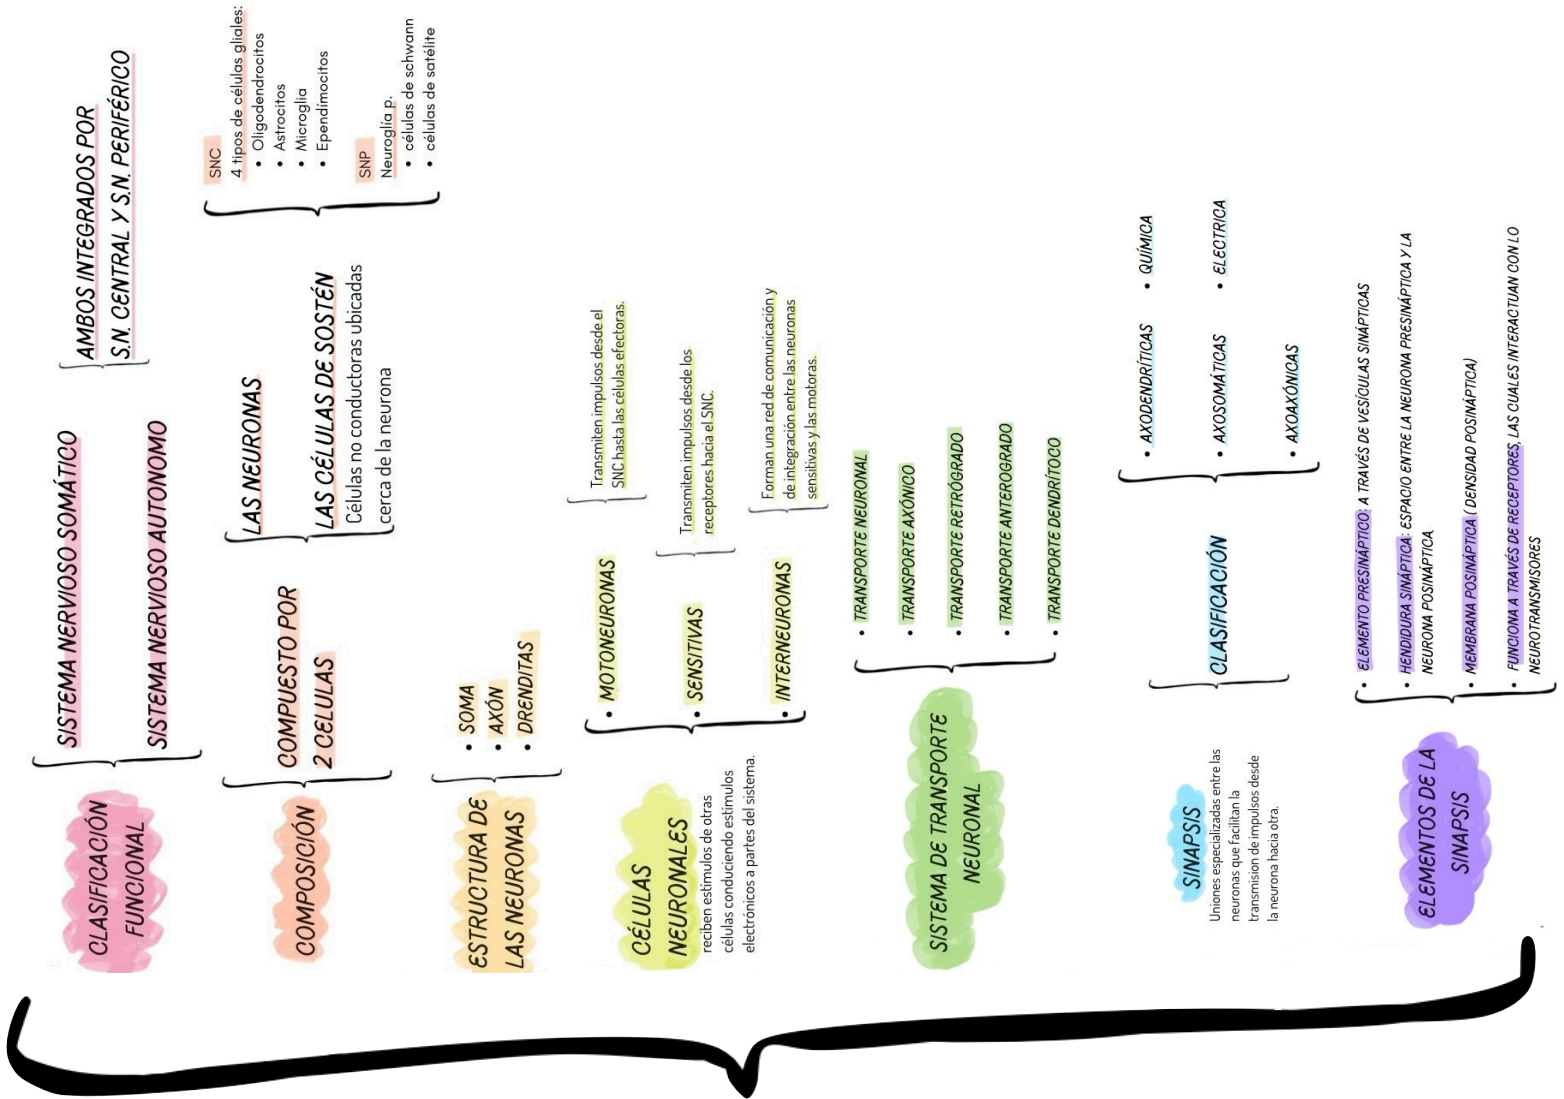 CLASIFICACIÓN
FUNCIONAL
SISTEMA NERVIOSO SOMÁTICO
SISTEMA NERVIOSO AUTONOMO
AMBOS INTEGRADOS POR
S.N. CENTRAL Y S.N. PERIFÉRICO
COMPOSICIÓN
COMPUESTO POR
2 CELULAS
LAS NEURONAS
LAS CÉLULAS DE SOSTÉN
Células no conductoras ubicadas
cerca de la neurona
SNC
4 tipos de células gliales:
• Oligodendrocitos
• Astrocitos
• Microglia
• Ependímocitos
SNP
Neuroglía p.
• células de schwann
• células de satélite
ESTRUCTURA DE
LAS NEURONAS
• SOMA
• AXÓN
• DRENDITAS
CÉLULAS
NEURONALES
reciben estimulos de otras
células conduciendo estimulos
electrónicos a partes del sistema.
• MOTONEURONAS
Transmiten impulsos desde el
SNC hasta las células efectoras.
• SENSITIVAS
Transmiten impulsos desde los
receptores hacia el SNC.
• INTERNEURONAS
Forman una red de comunicación y
de integración entre las neuronas
sensitivas y las motoras.
SISTEMA DE TRANSPORTE
NEURONAL
• TRANSPORTE NEURONAL
• TRANSPORTE AXÓNICO
• TRANSPORTE RETRÓGRADO
• TRANSPORTE ANTEROGRADO
• TRANSPORTE DENDRÍTOCO
SINAPSIS
Uniones especializadas entre las
neuronas que facilitan la
transmision de impulsos desde
la neurona hacia otra.
CLASIFICACIÓN
• AXODENDRÍTICAS
• AXOSOMÁTICAS
• AXOAXÓNICAS
• QUÍMICA
• ELECTRICA
ELEMENTOS DE LA
SINAPSIS
• ELEMENTO PRESINÁPTICO: A TRAVÉS DE VESÍCULAS SINÁPTICAS
• HENDIDURA SINÁPTICA: ESPACIO ENTRE LA NEURONA PRESINÁPTICA Y LA
NEURONA POSINÁPTICA
• MEMBRANA POSINÁPTICA ( DENSIDAD POSINÁPTICA)
• FUNCIONA A TRAVÉS DE RECEPTORES, LAS CUALES INTERACTUAN CON LO
NEUROTRANSMISORES